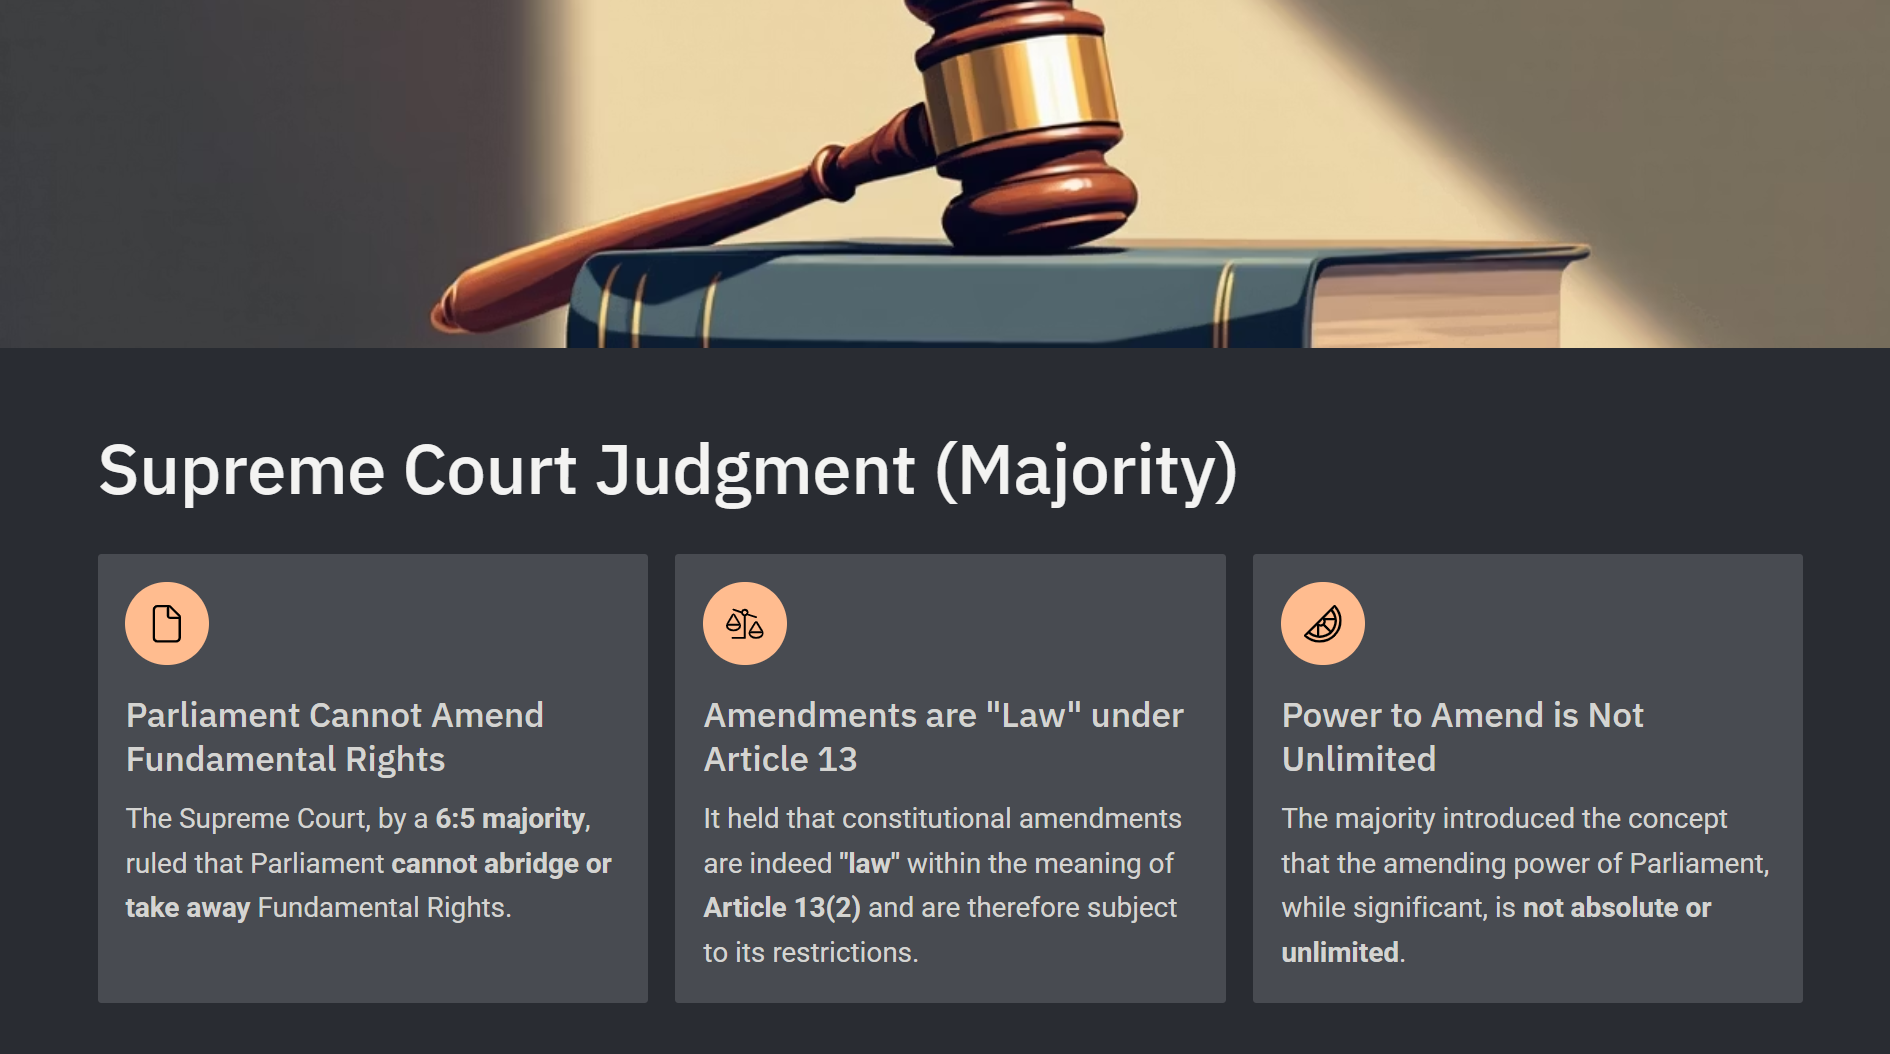 Supreme Court Judgment (Majority)
Parliament Cannot Amend
Fundamental Rights
The Supreme Court, by a 6:5 majority,
ruled that Parliament cannot abridge or
take away Fundamental Rights.
Amendments are "Law" under
Article 13
It held that constitutional amendments
are indeed "law" within the meaning of
Article 13(2) and are therefore subject
to its restrictions.
Power to Amend is Not
Unlimited
The majority introduced the concept
that the amending power of Parliament,
while significant, is not absolute or
unlimited.